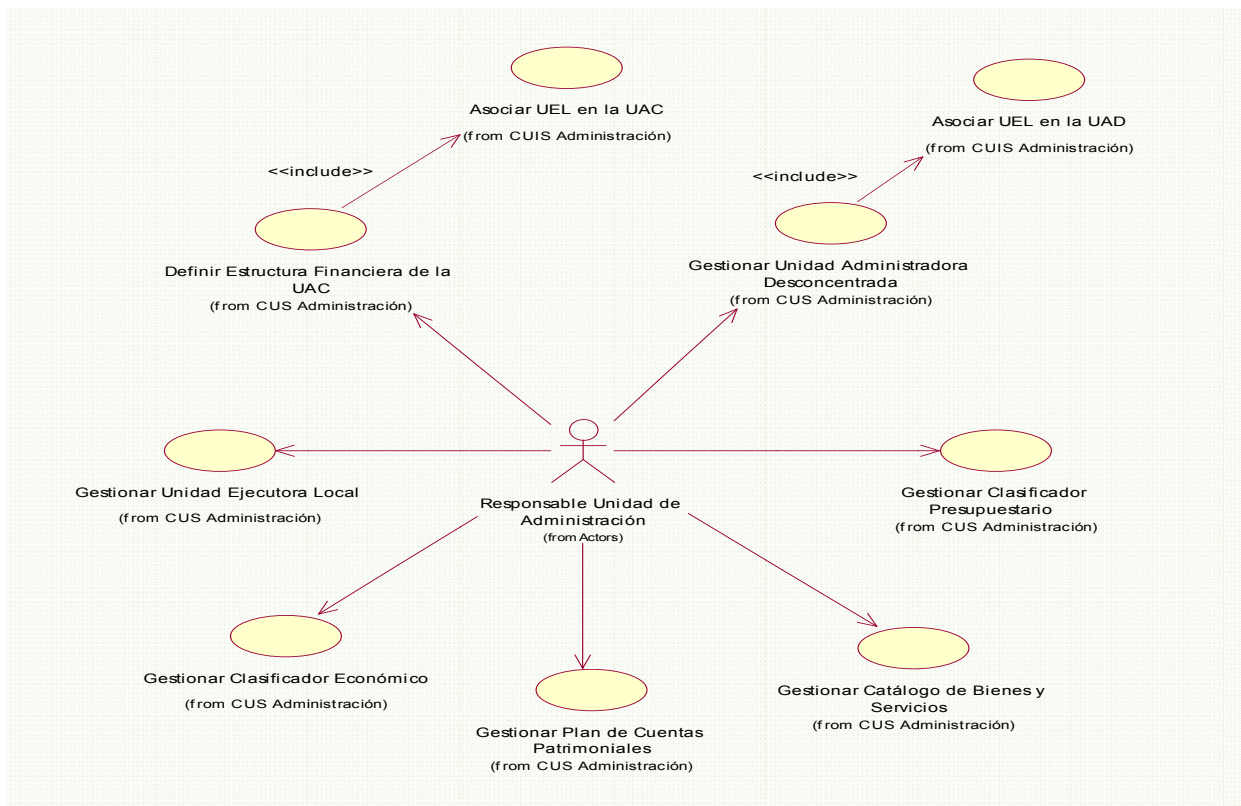 Asociar UEL en la UAC
(from CUIS Administración)
Asociar UEL en la UAD
(from CUIS Administración)
<<include>>
<<include>>
Definir Estructura Financiera de la
UAC
(from CUS Administración)
Gestionar Unidad Administradora
Desconcentrada
(from CUS Administración)
Gestionar Unidad Ejecutora Local
(from CUS Administración)
Responsable Unidad de
Administración
(from Actors)
Gestionar Clasificador
Presupuestario
(from CUS Administración)
Gestionar Clasificador Económico
(from CUS Administración)
Gestionar Plan de Cuentas
Patrimoniales
(from CUS Administración)
Gestionar Catálogo de Bienes y
Servicios
(from CUS Administración)